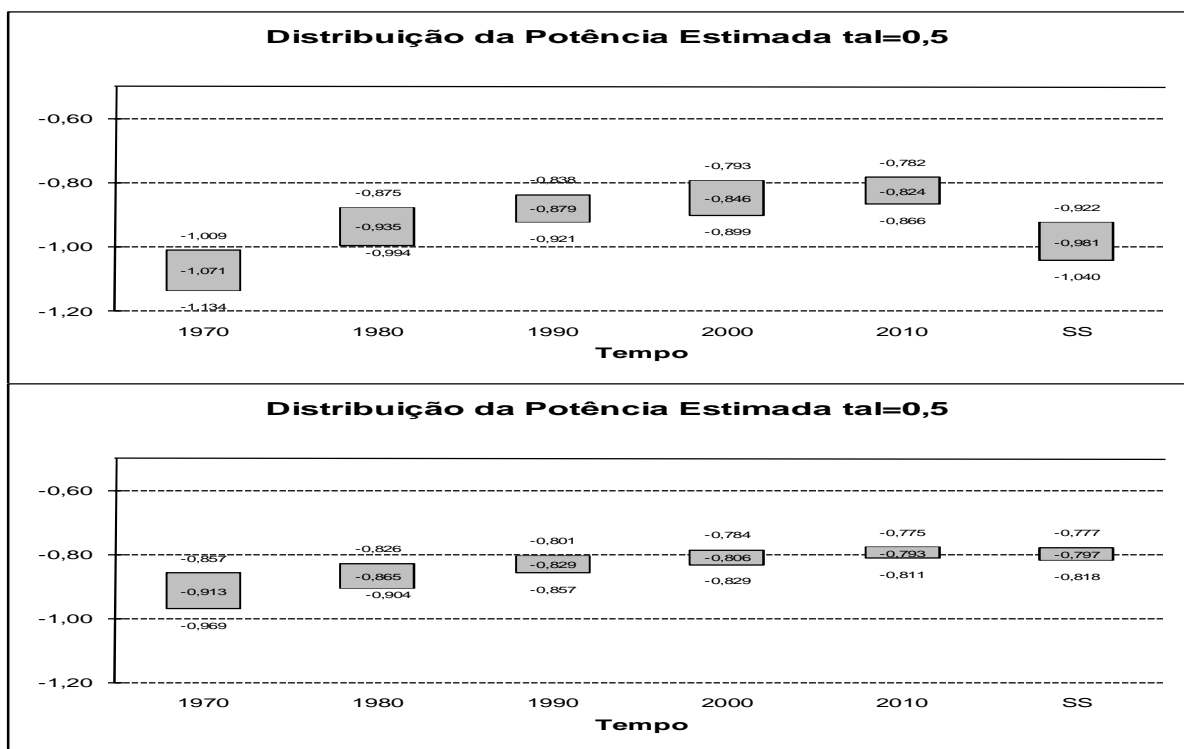 Distribuição da Potência Estimada tal=0,5
-0,60
-0,793 -0,782
-0,80 -0,875 -0,838
-0,846 -0,824
-0,879 -0,922
-0,935 -0,899 -0,866
-1,009 -0,921 -0,981
-1,00 -0,994
-1,071 -1,040
-1,134
-1,20
1970 1980 1990 2000 2010 SS
Tempo
Distribuição da Potência Estimada tal=0,5
-0,60
-0,784 -0,775 -0,777
-0,80 -0,857 -0,826 -0,801
-0,806 -0,793 -0,797
-0,865 -0,829
-0,913 -0,829 -0,811 -0,818
-0,904 -0,857
-0,969
-1,00
-1,20
1970 1980 1990 2000 2010 SS
Tempo